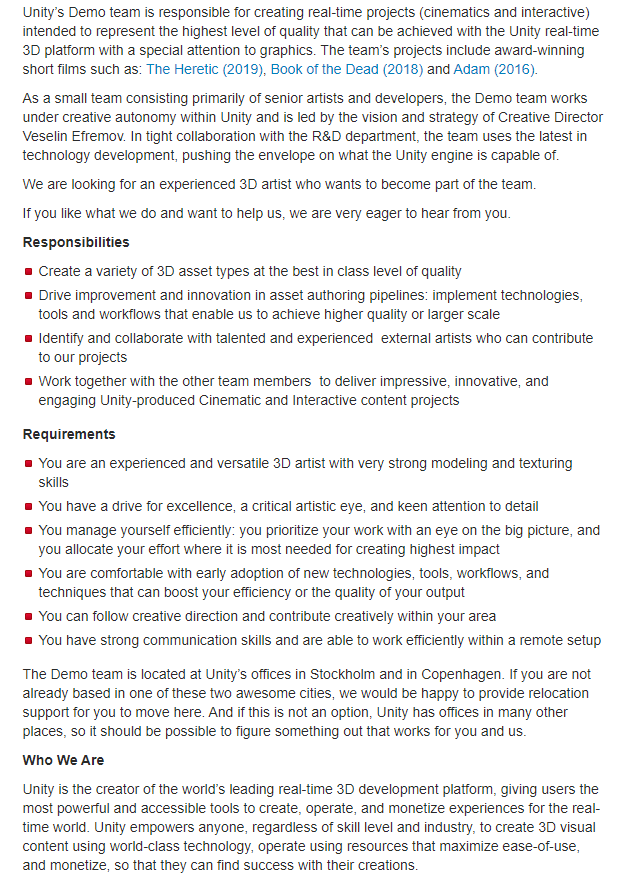 Unity's Demo team is responsible for creating real-time projects (cinematics and interactive)
intended to represent the highest level of quality that can be achieved with the Unity real-time
3D platform with a special attention to graphics. The team's projects include award-winning
short films such as: The Heretic (2019), Book of the Dead (2018) and Adam (2016).
As a small team consisting primarily of senior artists and developers, the Demo team works
under creative autonomy within Unity and is led by the vision and strategy of Creative Director
Veselin Efremov. In tight collaboration with the R&D department, the team uses the latest in
technology development, pushing the envelope on what the Unity engine is capable of.
We are looking for an experienced 3D artist who wants to become part of the team.
If you like what we do and want to help us, we are very eager to hear from you.
Responsibilities
Create a variety of 3D asset types at the best in class level of quality
Drive improvement and innovation in asset authoring pipelines: implement technologies,
tools and workflows that enable us to achieve higher quality or larger scale
Identify and collaborate with talented and experienced  external artists who can contribute
to our projects
Work together with the other team members  to deliver impressive, innovative, and
engaging Unity-produced Cinematic and Interactive content projects
Requirements
You are an experienced and versatile 3D artist with very strong modeling and texturing
skills
You have a drive for excellence, a critical artistic eye, and keen attention to detail
You manage yourself efficiently: you prioritize your work with an eye on the big picture, and
you allocate your effort where it is most needed for creating highest impact
You are comfortable with early adoption of new technologies, tools, workflows, and
techniques that can boost your efficiency or the quality of your output
You can follow creative direction and contribute creatively within your area
You have strong communication skills and are able to work efficiently within a remote setup
The Demo team is located at Unity's offices in Stockholm and in Copenhagen. If you are not
already based in one of these two awesome cities, we would be happy to provide relocation
support for you to move here. And if this is not an option, Unity has offices in many other
places, so it should be possible to figure something out that works for you and us.
Who We Are
Unity is the creator of the world's leading real-time 3D development platform, giving users the
most powerful and accessible tools to create, operate, and monetize experiences for the real-
time world. Unity empowers anyone, regardless of skill level and industry, to create 3D visual
content using world-class technology, operate using resources that maximize ease-of-use,
and monetize, so that they can find success with their creations.